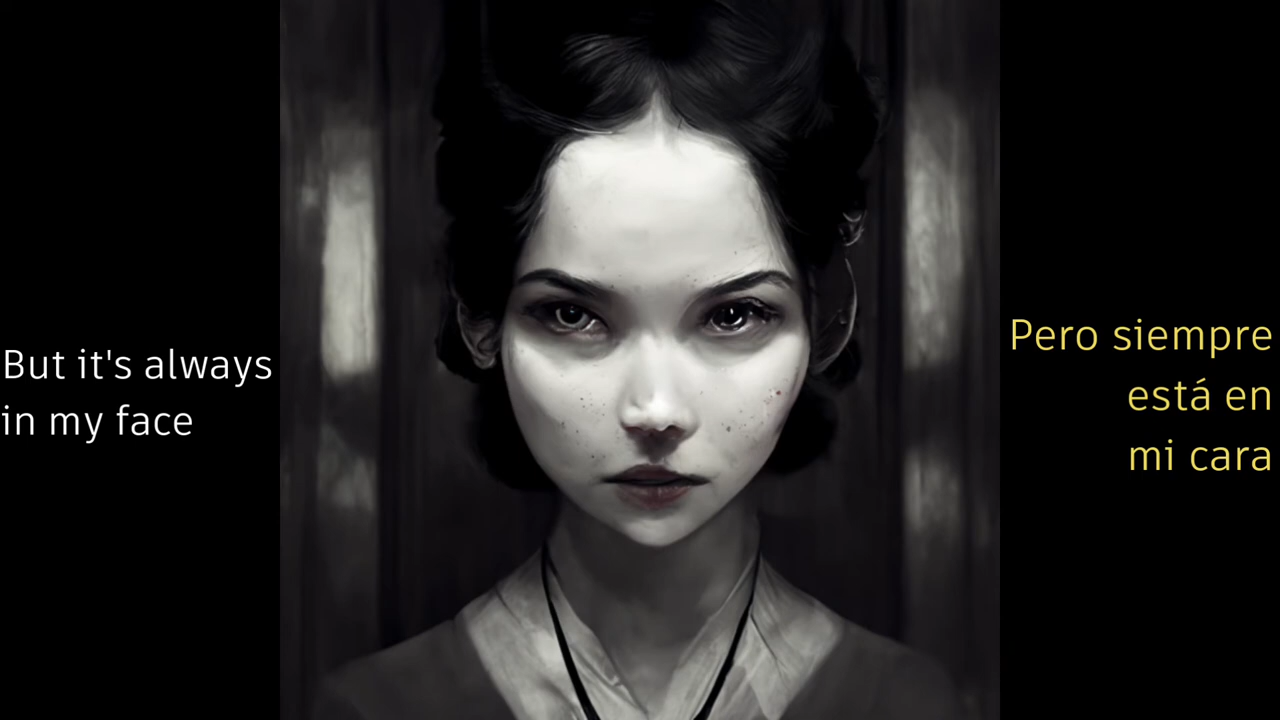 But it's always
in my face
Pero siempre
está en
mi cara